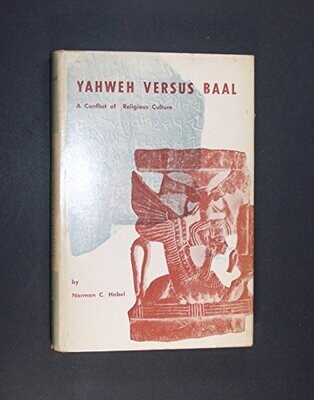 YAHWEH VERSUS BAAL
A Conflict of Religious Culture
by
Norman C. Habel